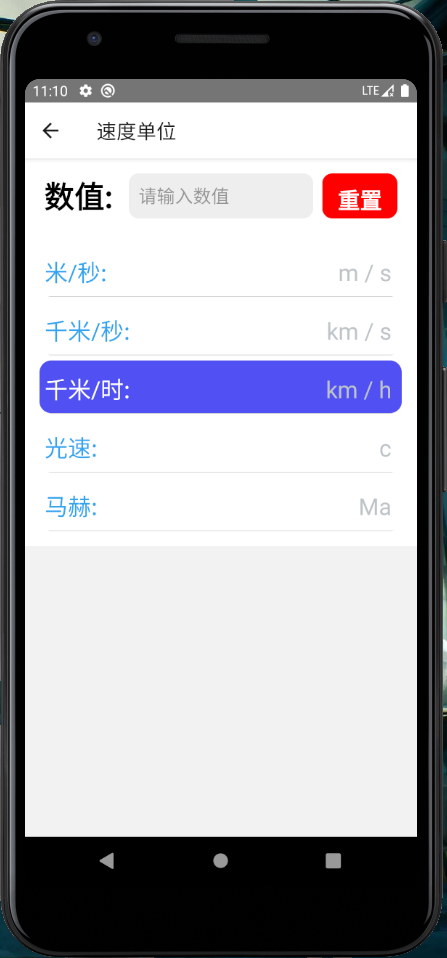 11:10 LTE
速度单位
数值: 请输入数值 重置
米/秒: m / s
千米/秒: km / s
千米/时: km / h
光速: c
马赫: Ma